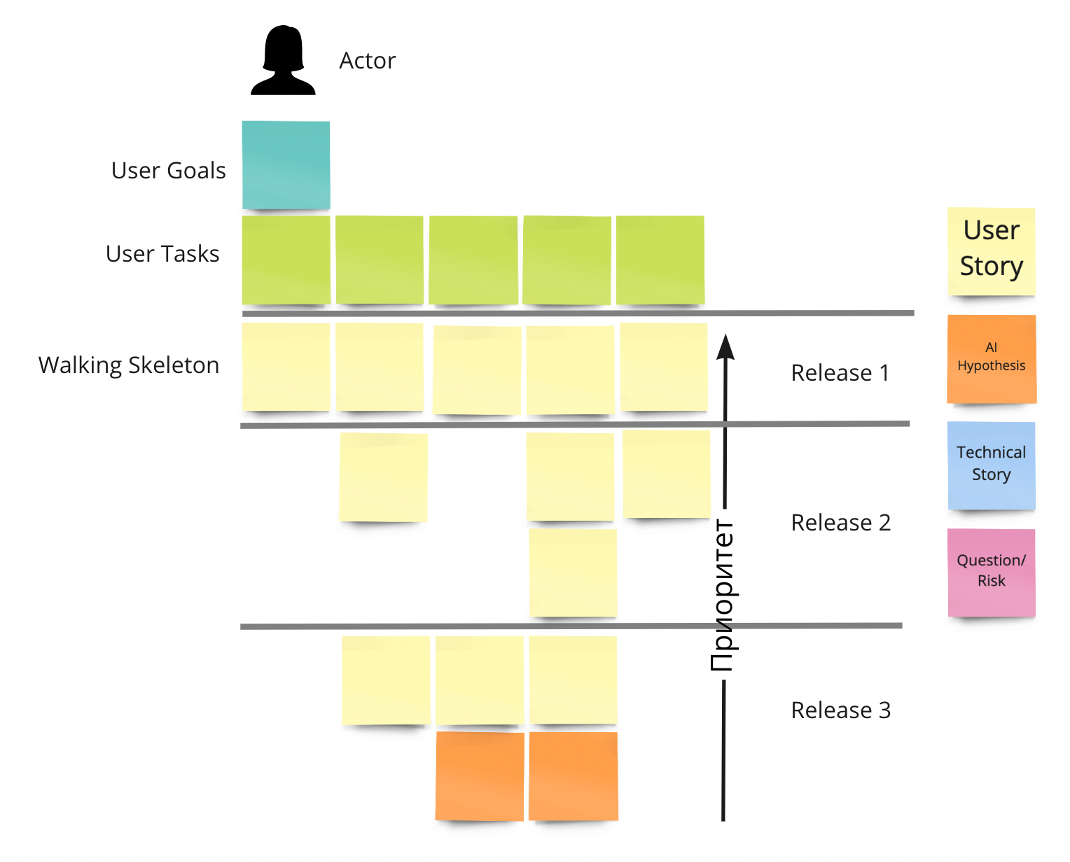 Actor
User Goals
User Tasks
Walking Skeleton
Release 1
Release 2
Приоритет
Release 3
User
Story
AI
Hypothesis
Technical
Story
Question/
Risk